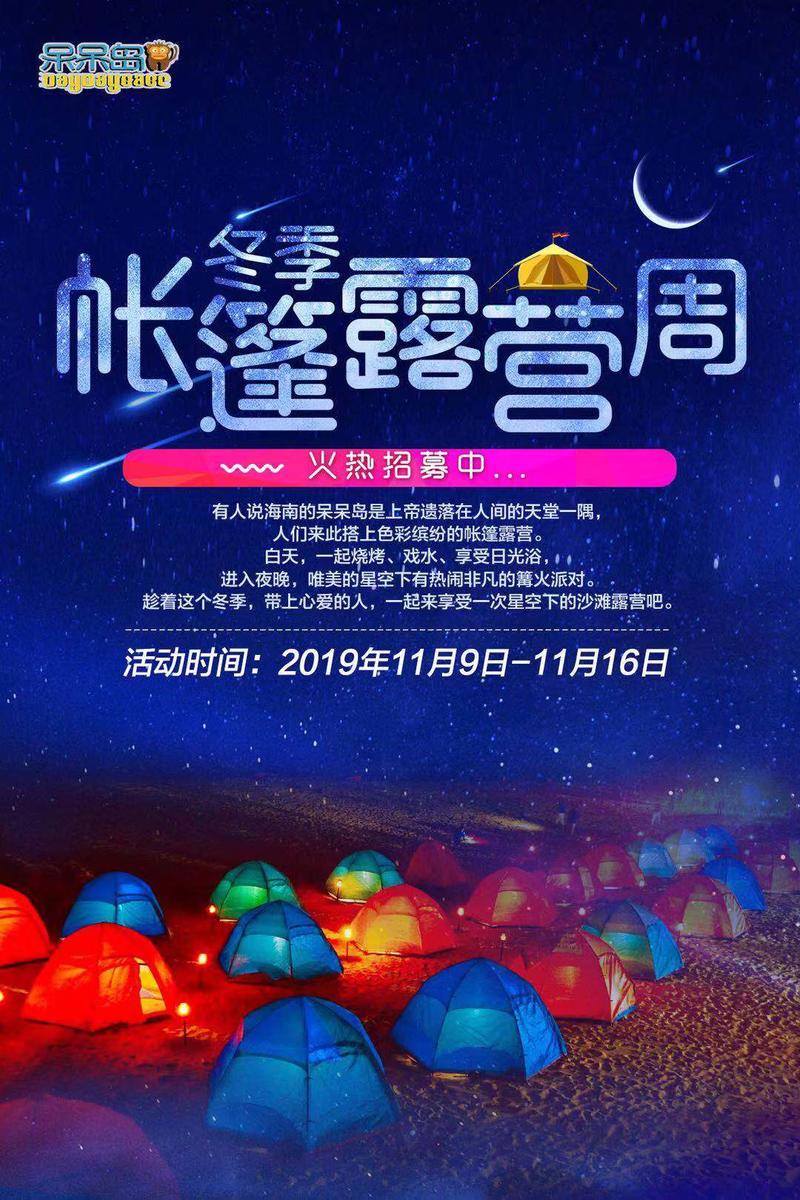 呆呆岛
冬季
帐篷露营周
火热招募中...
有人说海南的呆呆岛是上帝遗落在人间的天堂一隅，
人们来此搭上色彩缤纷的帐篷露营。
白天，一起烧烤、戏水、享受日光浴，
进入夜晚，唯美的星空下有热闹非凡的篝火派对。
趁着这个冬季，带上心爱的人，一起来享受一次星空下的沙滩露营吧。
活动时间：2019年11月9日-11月16日